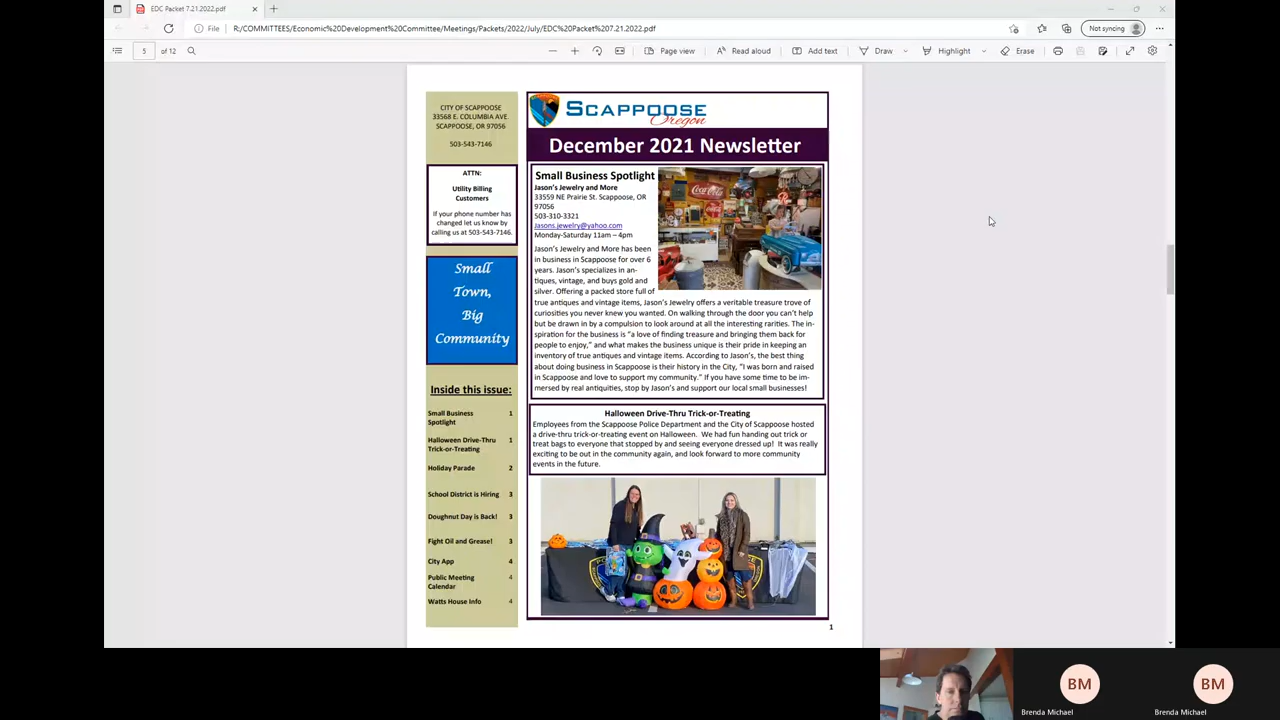 EDC Packet 7.21.2022.pdf
File
R:/COMMITTEES/Economic%20Development%20Committee/Meetings/Packets/2022/July/EDC%20Packet%207.21.2022.pdf
Not syncing
5 of 12
Page view
Read aloud
Add text
Draw
Highlight
Erase
CITY OF SCAPPOOSE
33568 E. COLUMBIA AVE
SCAPPOOSE, OR 97056
503-543-7146
ATTN:
Utility Billing
Customers
If your phone number has
changed let us know by
calling us at 503-543-7146.
Small
Town,
Big
Community
Inside this issue:
Small Business
Spotlight 1
Halloween Drive-Thru
Trick-or-Treating 1
Holiday Parade 2
School District is Hiring 3
Doughnut Day is Back! 3
Fight Oil and Grease! 3
City App 4
Public Meeting
Calendar 4
Watts House Info 4
SCAPPOOSE
Oregon
December 2021 Newsletter
Small Business Spotlight
Jason's Jewelry and More
33559 NE Prairie St. Scappoose, OR
97056
503-310-3321
Jasons.jewelry@yahoo.com
Monday-Saturday 11am – 4pm
Jason's Jewelry and More has been
in business in Scappoose for over 6
years. Jason's specializes in an-
tiques, vintage, and buys gold and
silver. Offering a packed store full of
true antiques and vintage items, Jason's Jewelry offers a veritable treasure trove of
curiosities you never knew you wanted. On walking through the door you can't help
but be drawn in by a compulsion to look around at all the interesting rarities. The in-
spiration for the business is "a love of finding treasure and bringing them back for
people to enjoy," and what makes the business unique is their pride in keeping an
inventory of true antiques and vintage items. According to Jason's, the best thing
about doing business in Scappoose is their history in the City, "I was born and raised
in Scappoose and love to support my community." If you have some time to be im-
mersed by real antiquities, stop by Jason's and support our local small businesses!
Coca-Cola
Halloween Drive-Thru Trick-or-Treating
Employees from the Scappoose Police Department and the City of Scappoose hosted
a drive-thru trick-or-treating event on Halloween. We had fun handing out trick or
treat bags to everyone that stopped by and seeing everyone dressed up! It was really
exciting to be out in the community again, and look forward to more community
events in the future.
1
BM
Brenda Michael
BM
Brenda Michael